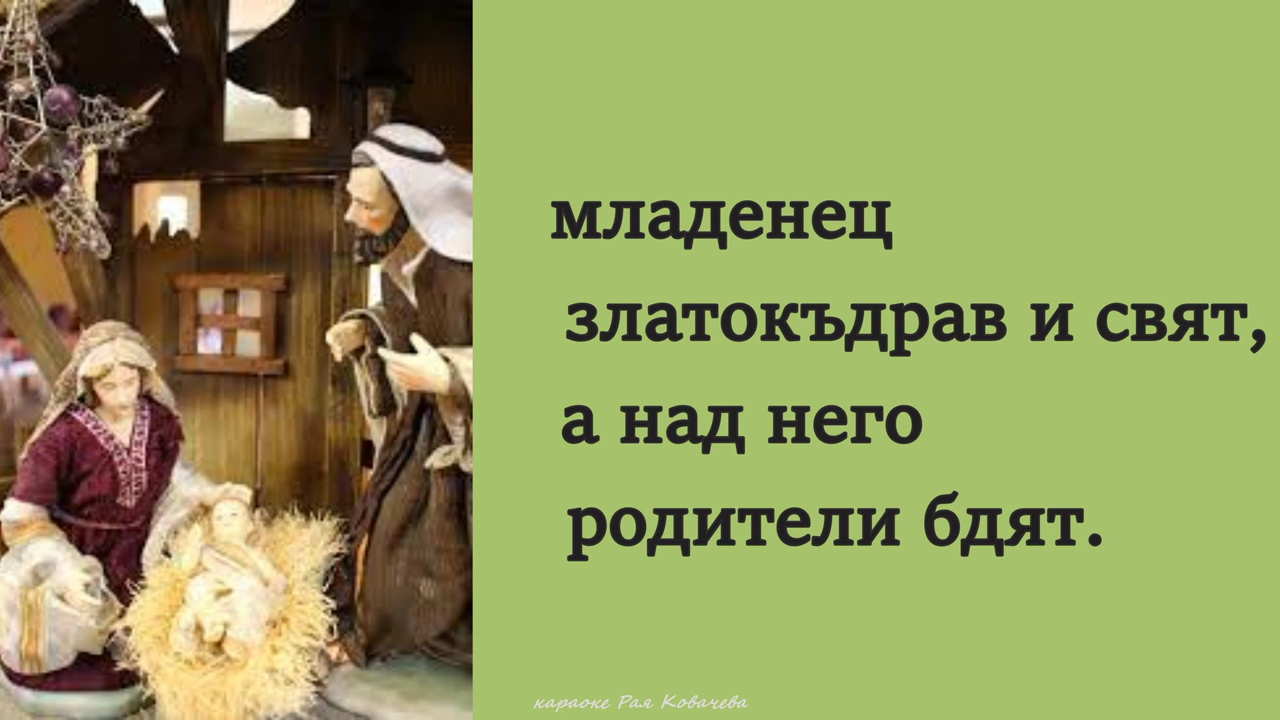 младенец
златокъдрав и свят,
а над него
родители бдят.
караоке Рая Ковачева